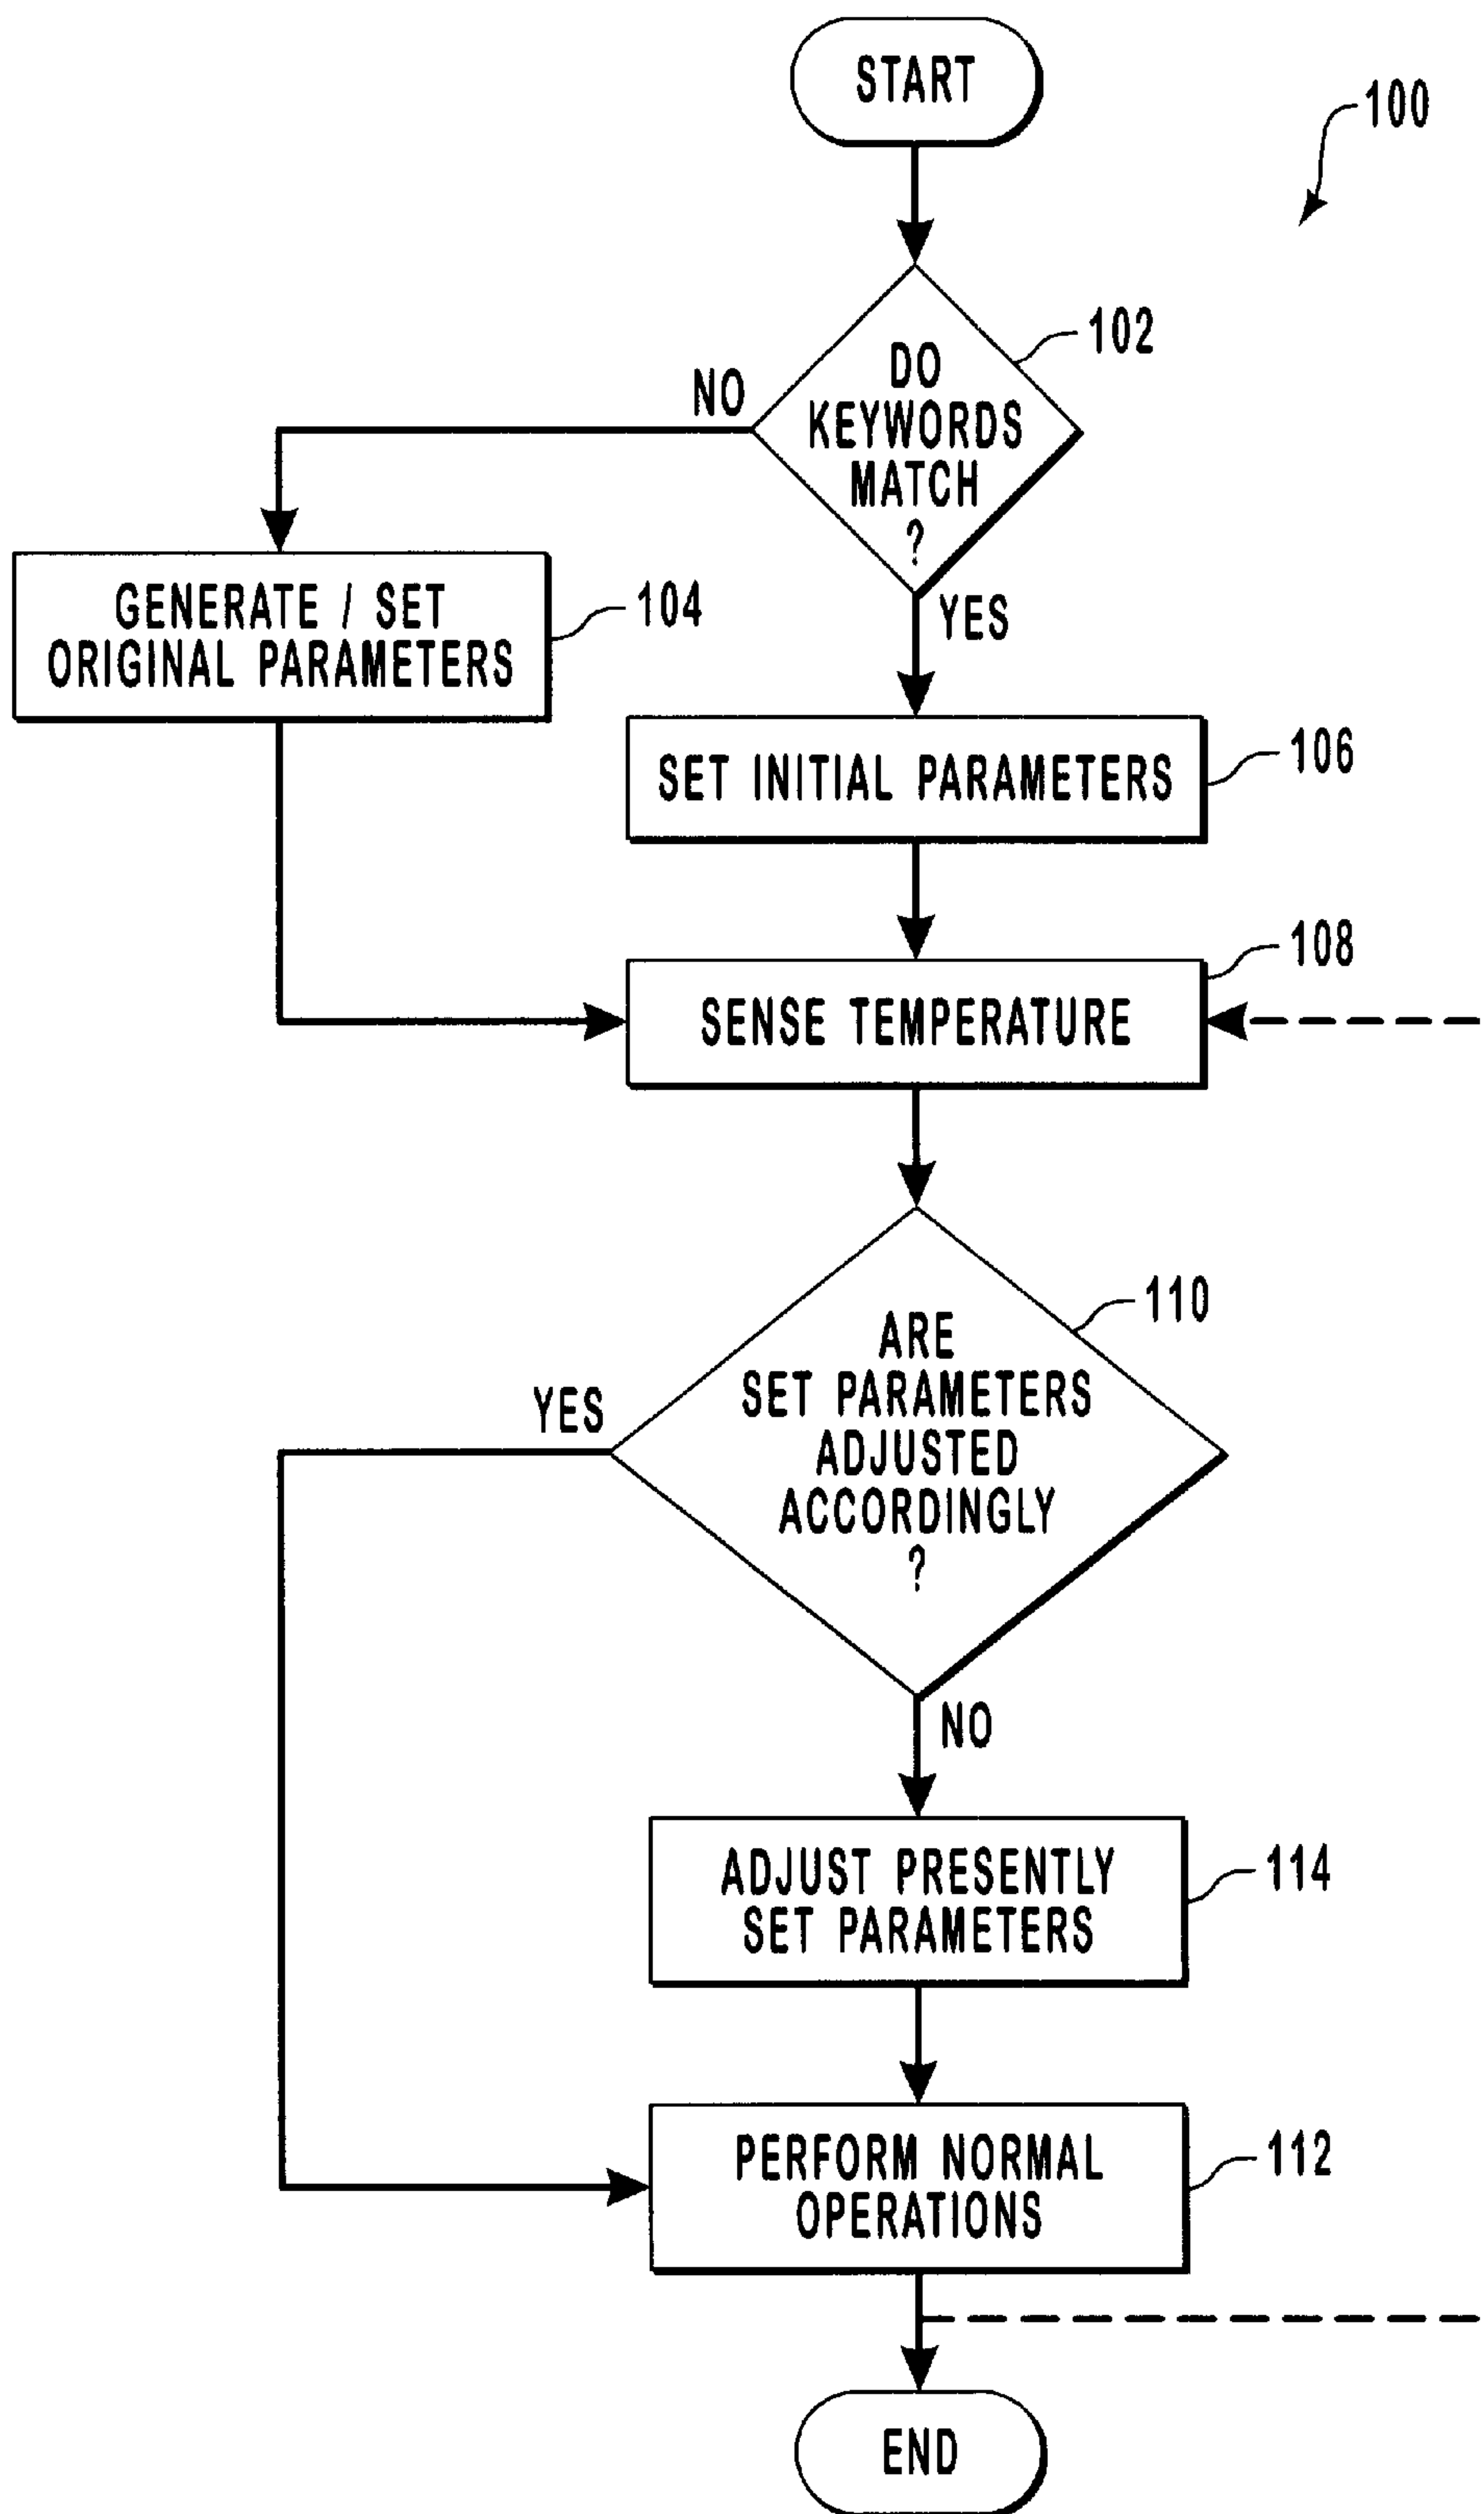 START
100
102
DO
KEYWORDS
MATCH
?
NO
YES
GENERATE / SET
ORIGINAL PARAMETERS
104
SET INITIAL PARAMETERS
106
SENSE TEMPERATURE
108
ARE
SET PARAMETERS
ADJUSTED
ACCORDINGLY
?
110
YES
NO
ADJUST PRESENTLY
SET PARAMETERS
114
PERFORM NORMAL
OPERATIONS
112
END